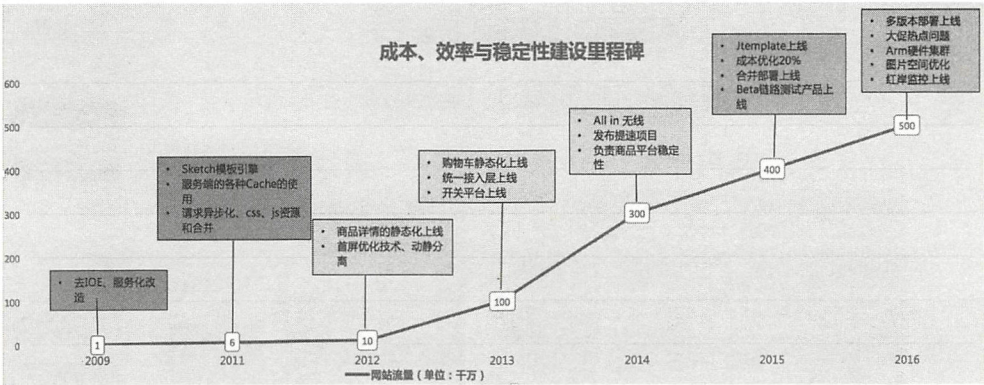 成本、效率与稳定性建设里程碑
600
500
400
300
200
100
0
• 去IOE、服务化改
造
• Sketch模板引擎
• 服务端的各种Cache的使
用
• 请求异步化、css、js资源
和合并
• 商品详情的静态化上线
• 首屏优化技术、动静分
离
• 购物车静态化上线
• 统一接入层上线
• 开关平台上线
• All in 无线
• 发布提速项目
• 负责商品平台稳定
性
• Jtemplate上线
• 成本优化20%
• 合并部署上线
• Beta链路测试产品上
线
• 多版本部署上线
• 大促热点问题
• Arm硬件集群
• 图片空间优化
• 红岸监控上线
1
6
10
100
300
400
500
2009
2011
2012
2013
2014
2015
2016
网站流量（单位：千万）